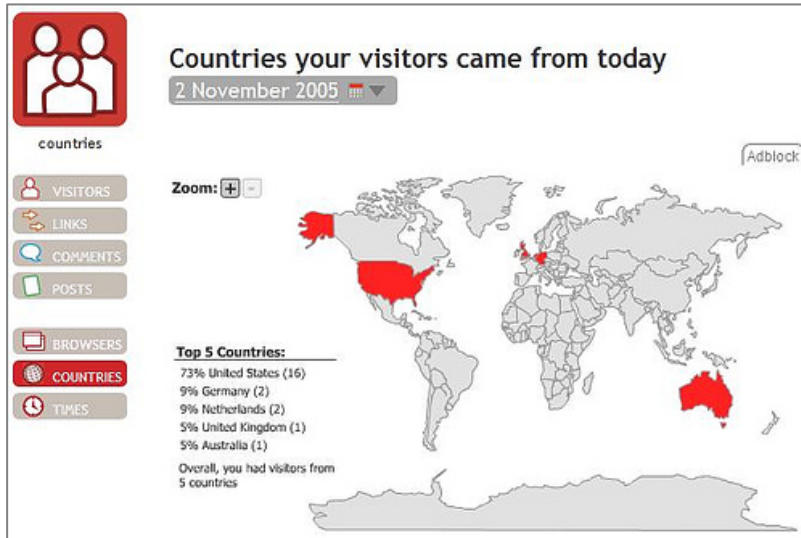 Countries your visitors came from today
2 November 2005
countries
VISITORS
LINKS
COMMENTS
POSTS
BROWSERS
COUNTRIES
TIMES
Adblock
Zoom: + -
Top 5 Countries:
73% United States (16)
9% Germany (2)
9% Netherlands (2)
5% United Kingdom (1)
5% Australia (1)
Overall, you had visitors from
5 countries